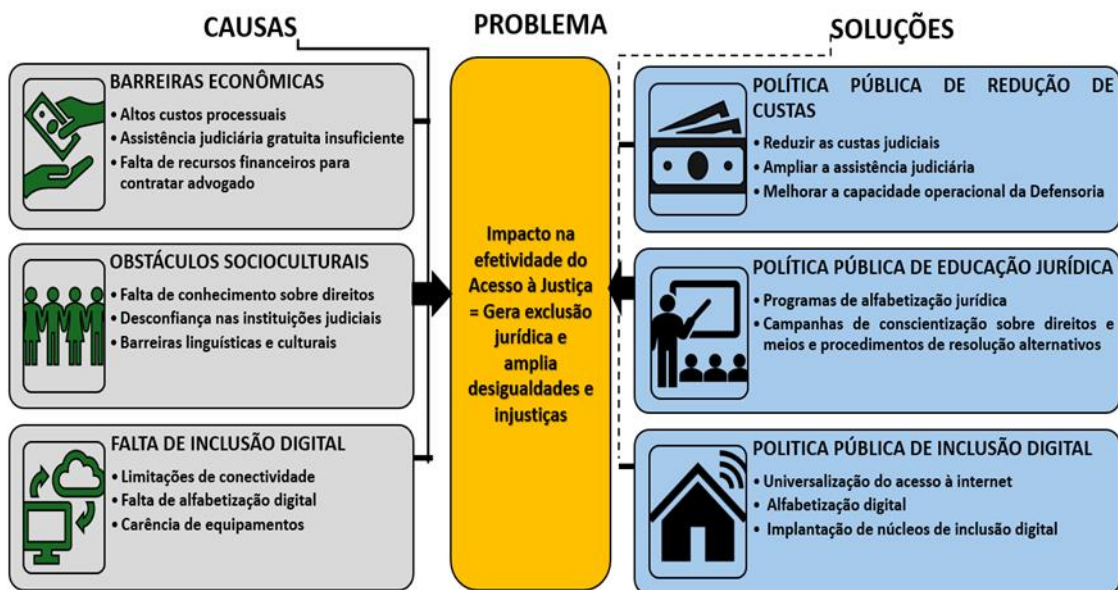 CAUSAS
BARREIRAS ECONÔMICAS
• Altos custos processuais
• Assistência judiciária gratuita insuficiente
• Falta de recursos financeiros para
contratar advogado
OBSTÁCULOS SOCIOCULTURAIS
• Falta de conhecimento sobre direitos
• Desconfiança nas instituições judiciais
• Barreiras linguísticas e culturais
FALTA DE INCLUSÃO DIGITAL
• Limitações de conectividade
• Falta de alfabetização digital
• Carência de equipamentos
PROBLEMA
Impacto na
efetividade do
Acesso à Justiça
= Gera exclusão
jurídica e
amplia
desigualdades e
injustiças
SOLUÇÕES
POLÍTICA PÚBLICA DE REDUÇÃO DE
CUSTAS
• Reduzir as custas judiciais
• Ampliar a assistência judiciária
• Melhorar a capacidade operacional da Defensoria
POLÍTICA PÚBLICA DE EDUCAÇÃO JURÍDICA
• Programas de alfabetização jurídica
• Campanhas de conscientização sobre direitos e
meios e procedimentos de resolução alternativos
POLITICA PÚBLICA DE INCLUSÃO DIGITAL
• Universalização do acesso à internet
• Alfabetização digital
• Implantação de núcleos de inclusão digital